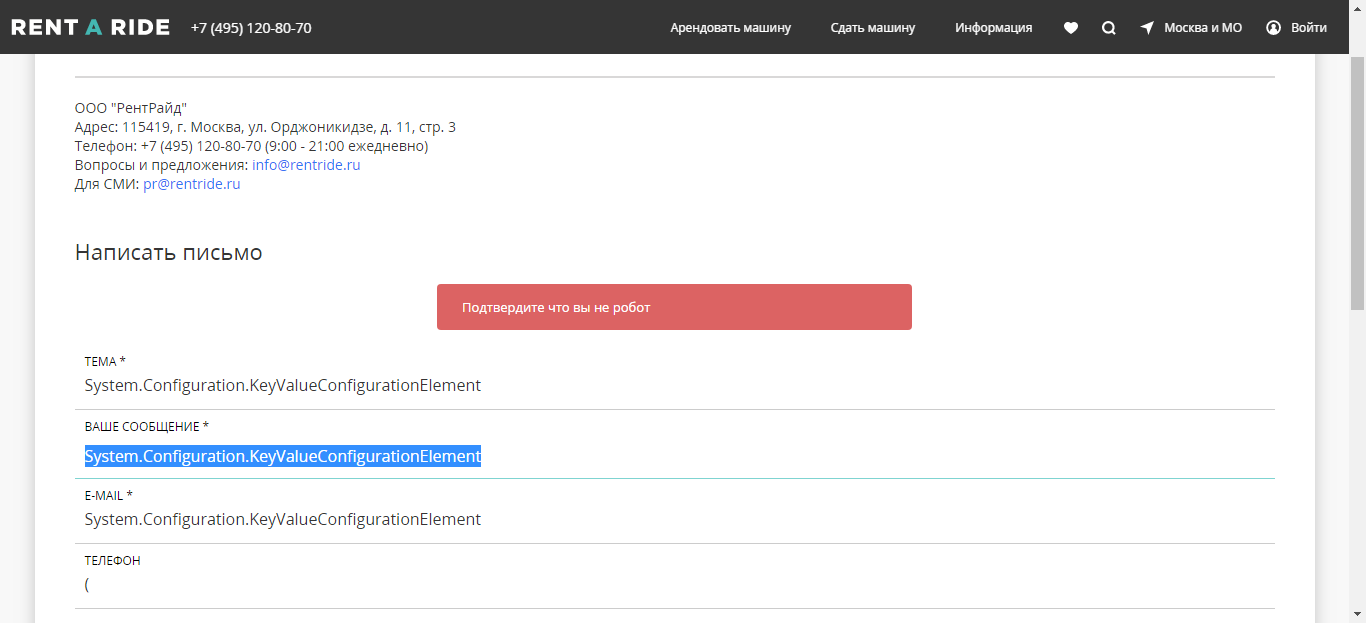 RENT A RIDE +7 (495) 120-80-70 Арендовать машину Сдать машину Информация Москва и МО Войти
ООО "РентРайд"
Адрес: 115419, г. Москва, ул. Орджоникидзе, д. 11, стр. 3
Телефон: +7 (495) 120-80-70 (9:00 - 21:00 ежедневно)
Вопросы и предложения: info@rentride.ru
Для СМИ: pr@rentride.ru
Написать письмо
Подтвердите что вы не робот
ТЕМА *
System.Configuration.KeyValueConfigurationElement
ВАШЕ СООБЩЕНИЕ *
System.Configuration.KeyValueConfigurationElement
E-MAIL *
System.Configuration.KeyValueConfigurationElement
ТЕЛЕФОН
(